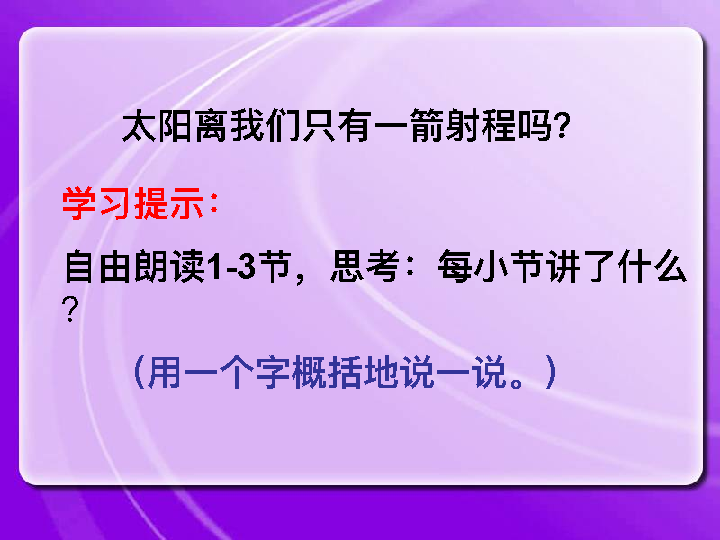 太阳离我们只有一箭射程吗？
学习提示：
自由朗读1-3节，思考：每小节讲了什么
？
（用一个字概括地说一说。）